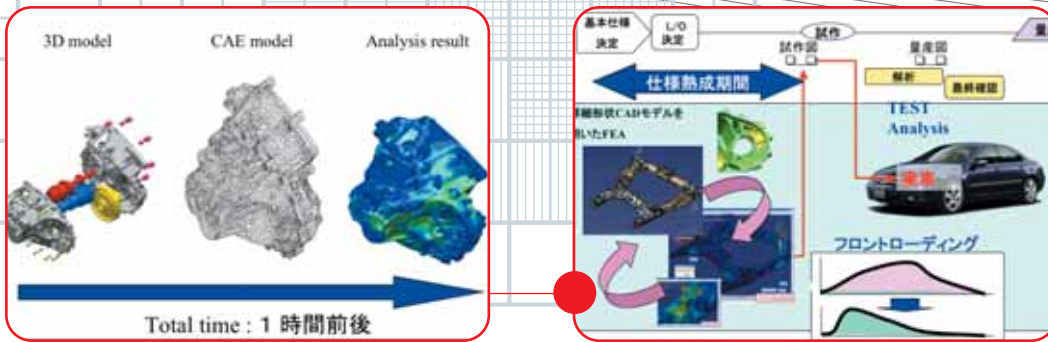 3D model
CAE model
Analysis result
Total time : 1 時間前後
基本仕様
決定
L/O
決定
試作
試作図
量産図
量
解析
最終確認
仕様熟成期間
細形状CADモデルを
用いたFEA
TEST
Analysis
フロントローディング